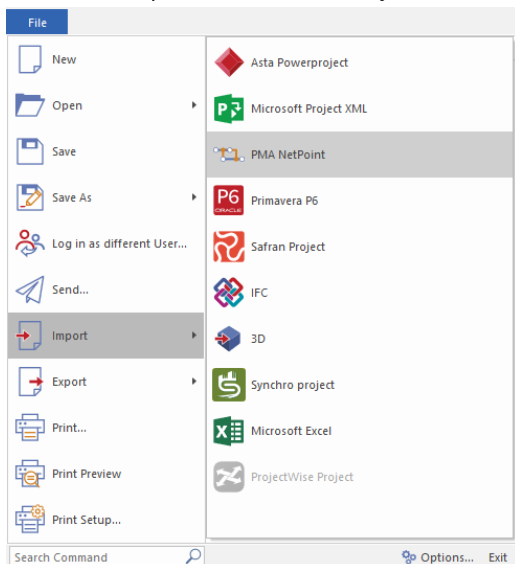 File
New
Open
Save
Save As
Log in as different User...
Send...
Import
Export
Print...
Print Preview
Print Setup...
Search Command
Asta Powerproject
Microsoft Project XML
PMA NetPoint
P6
ORACLE
Primavera P6
Safran Project
IFC
3D
Synchro project
Microsoft Excel
ProjectWise Project
Options...
Exit